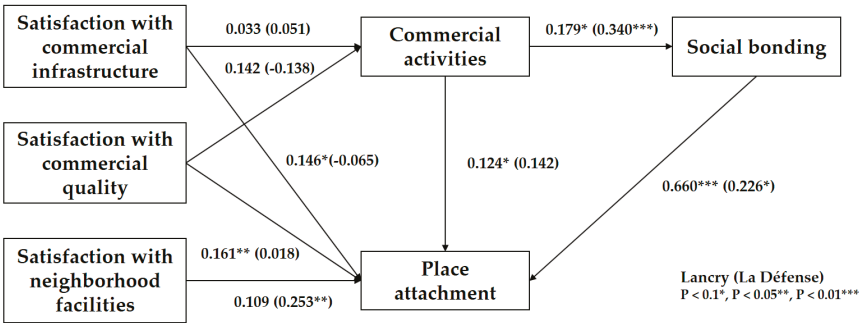 Satisfaction with
commercial
infrastructure
0.033 (0.051)
Commercial
activities
0.179* (0.340***)
Social bonding
0.142 (-0.138)
Satisfaction with
commercial
quality
0.146*(-0.065)
0.124* (0.142)
0.660*** (0.226*)
Satisfaction with
neighborhood
facilities
0.161** (0.018)
0.109 (0.253**)
Place
attachment
Lancry (La Défense)
P < 0.1*, P < 0.05**, P < 0.01***